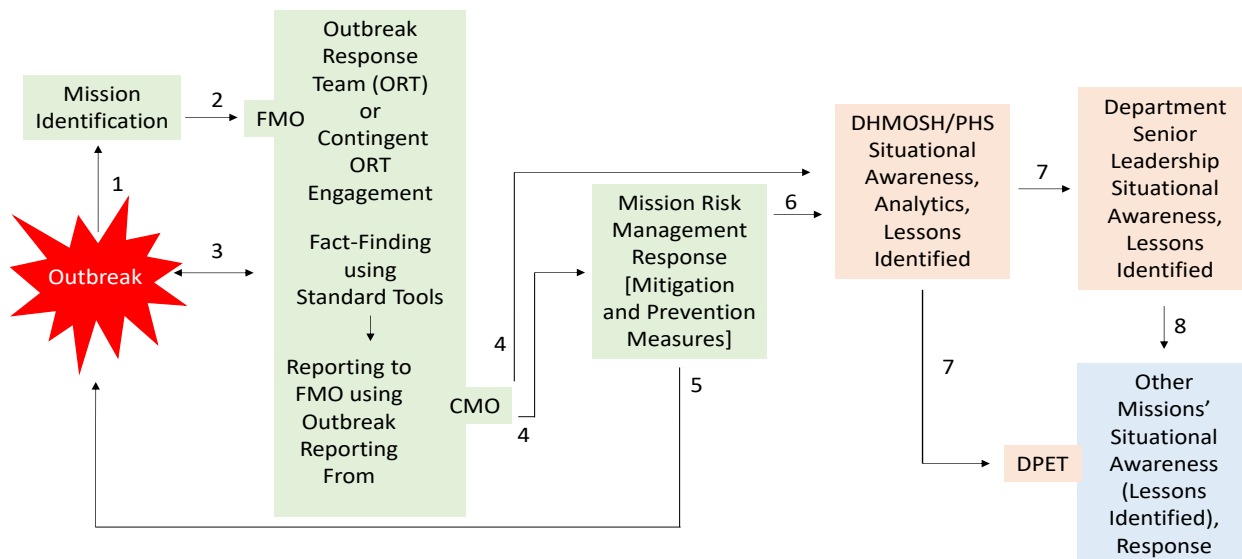 Outbreak
1
Mission
Identification
2
FMO
3
Outbreak
Response
Team (ORT)
or
Contingent
ORT
Engagement
Fact-Finding
using
Standard Tools
Reporting to
FMO using
Outbreak
Reporting
From
CMO
4
4
5
Mission Risk
Management
Response
[Mitigation
and Prevention
Measures]
6
DHMOSH/PHS
Situational
Awareness,
Analytics,
Lessons
Identified
7
7
Department
Senior
Leadership
Situational
Awareness,
Lessons
Identified
8
DPET
Other
Missions’
Situational
Awareness
(Lessons
Identified),
Response